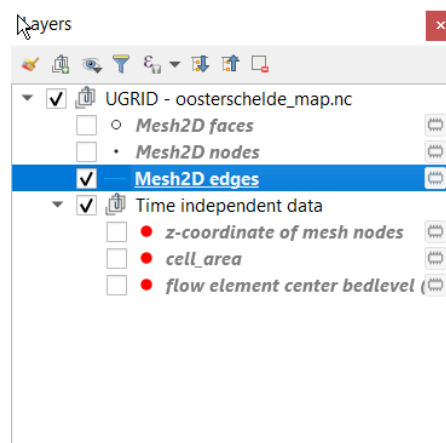 Layers
UGRID - oosterschelde_map.nc
Mesh2D faces
Mesh2D nodes
Mesh2D edges
Time independent data
z-coordinate of mesh nodes
cell_area
flow element center bedlevel (